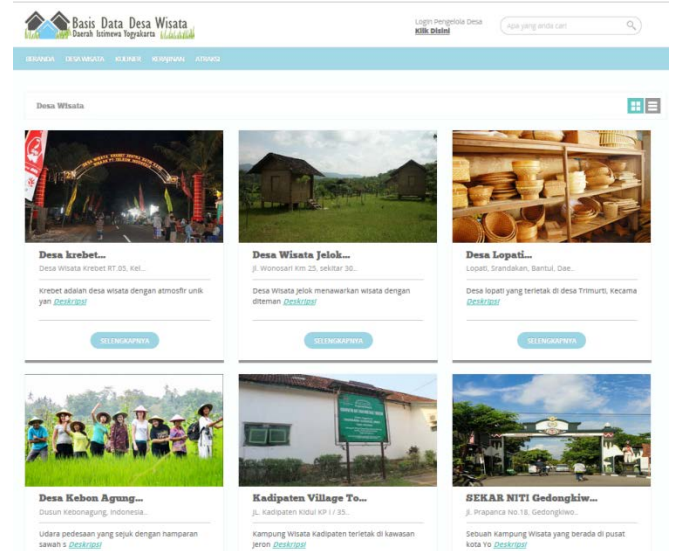 Basis Data Desa Wisata
Daerah Istimewa Yogyakarta
Login Pengelola Desa
Klik Disini
Apa yang anda cari
BERANDA DESA WISATA KULINER KERAJINAN ATRAKSI
Desa Wisata
Desa krebet...
Desa Wisata Krebet RT.05, Kel...
Krebet adalah desa wisata dengan atmosfir unik
yan Deskripsi
SELENGKAPNYA
Desa Wisata Jelok...
Jl. Wonosari Km 25, sekitar 30...
Desa Wisata Jelok menawarkan wisata dengan
diteman Deskripsi
SELENGKAPNYA
Desa Lopati...
Lopati, Srandakan, Bantul, Dae...
Desa lopati yang terletak di desa Trimurti, Kecama
Deskripsi
SELENGKAPNYA
Desa Kebon Agung...
Dusun Kebonagung, Indonesia..
Udara pedesaan yang sejuk dengan hamparan
sawah s Deskripsi
Kadipaten Village To...
JL. Kadipaten Kidul KP I / 35..
Kampung Wisata Kadipaten terletak di kawasan
jeron Deskripsi
SEKAR NITI Gedongkiw...
Jl. Prapanca No.18, Gedongkiwo..
Sebuah Kampung Wisata yang berada di pusat
kota Yo Deskripsi